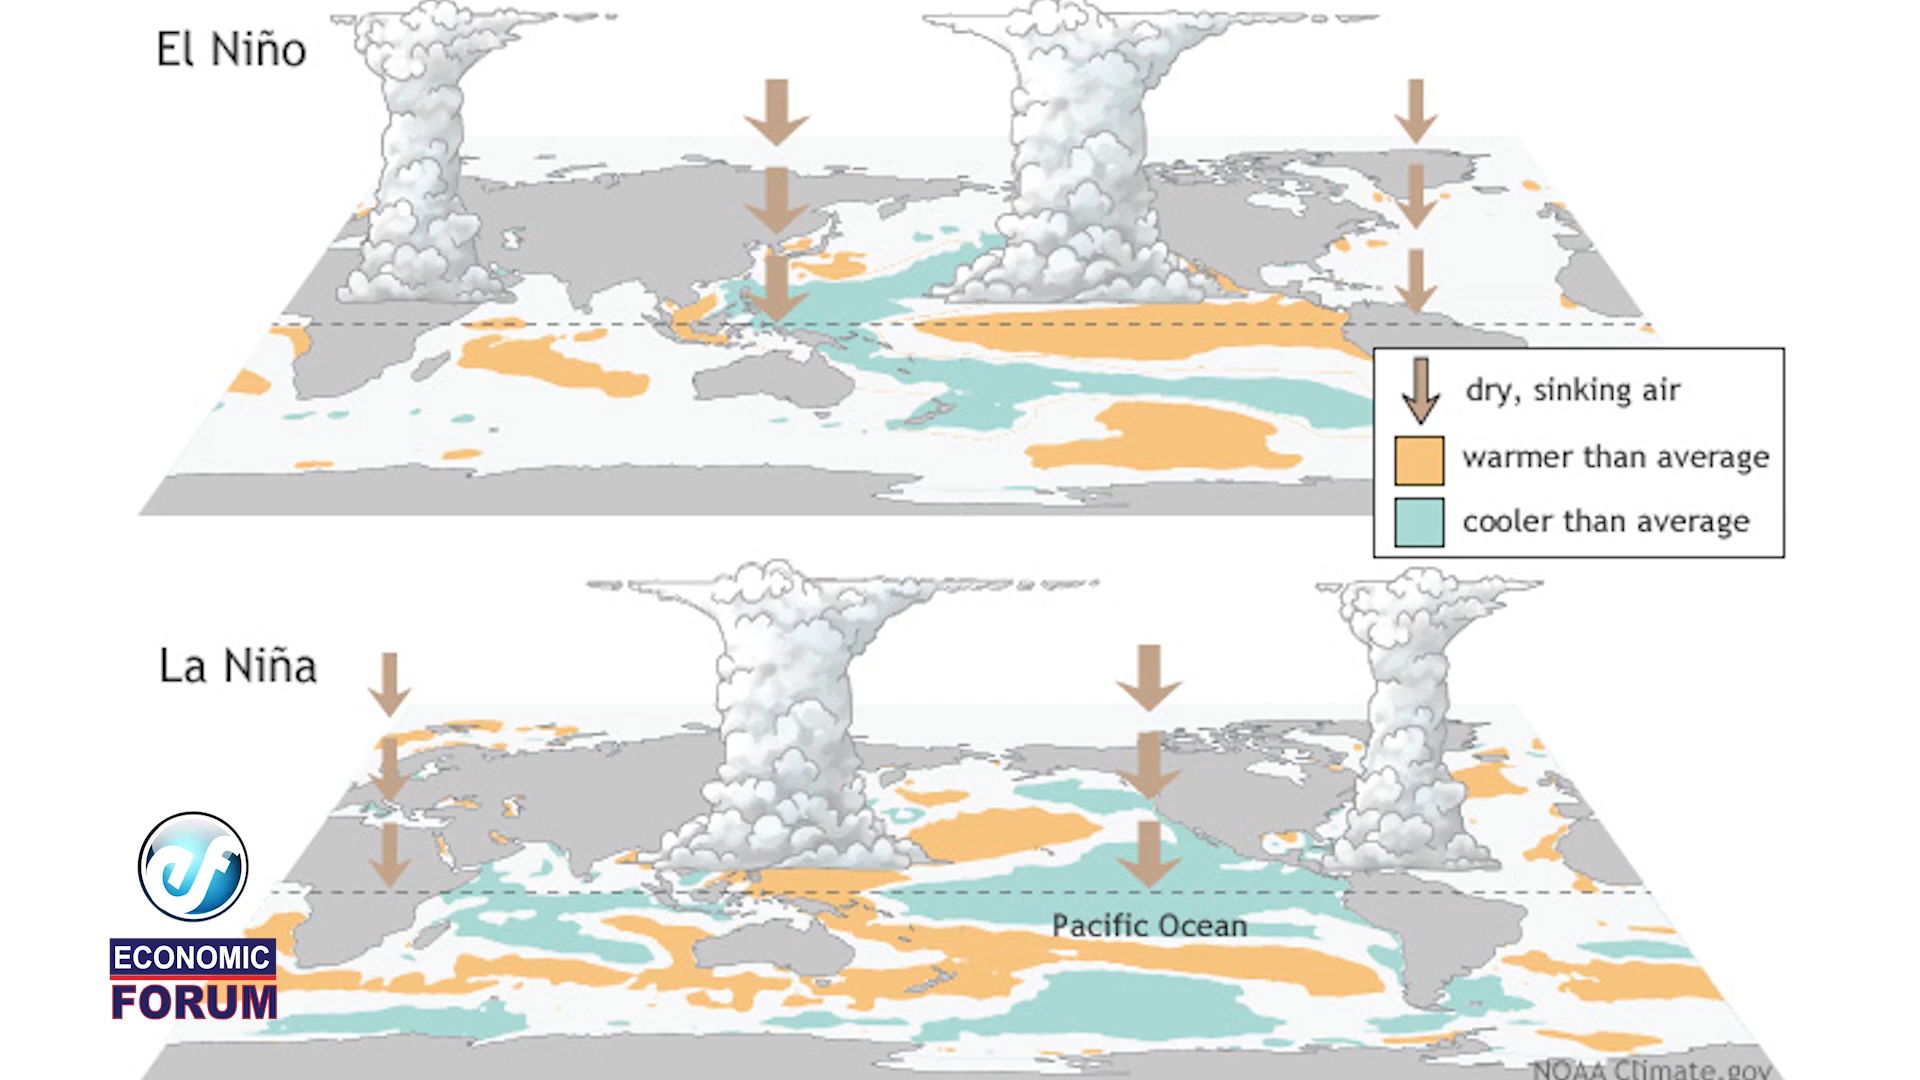 El Niño
dry, sinking air
warmer than average
cooler than average
La Niña
Pacific Ocean
ef
ECONOMIC
FORUM
NOAA Climate.gov